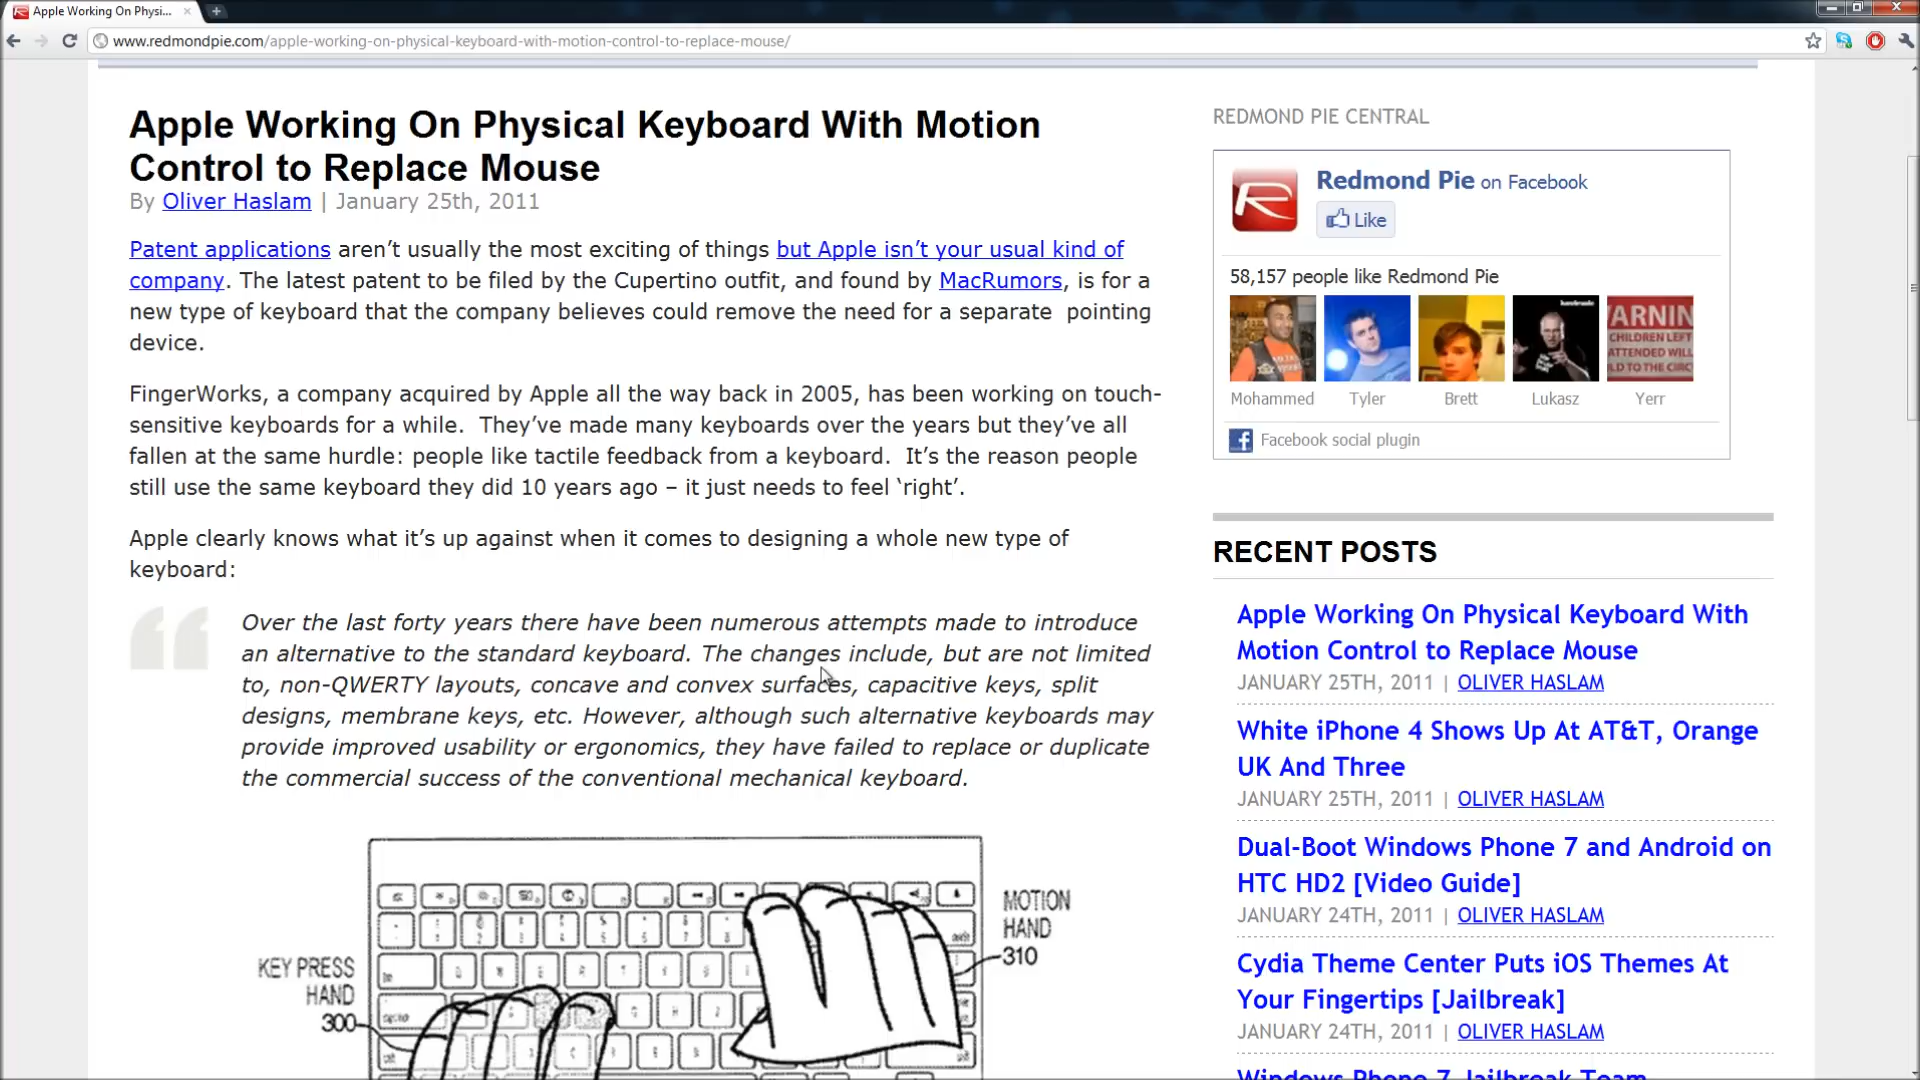 Apple Working On Physi...
www.redmondpie.com/apple-working-on-physical-keyboard-with-motion-control-to-replace-mouse/
Apple Working On Physical Keyboard With Motion
Control to Replace Mouse
By Oliver Haslam | January 25th, 2011
Patent applications aren’t usually the most exciting of things but Apple isn’t your usual kind of
company. The latest patent to be filed by the Cupertino outfit, and found by MacRumors, is for a
new type of keyboard that the company believes could remove the need for a separate pointing
device.
FingerWorks, a company acquired by Apple all the way back in 2005, has been working on touch-
sensitive keyboards for a while. They’ve made many keyboards over the years but they’ve all
fallen at the same hurdle: people like tactile feedback from a keyboard. It’s the reason people
still use the same keyboard they did 10 years ago – it just needs to feel ‘right’.
Apple clearly knows what it’s up against when it comes to designing a whole new type of
keyboard:
Over the last forty years there have been numerous attempts made to introduce
an alternative to the standard keyboard. The changes include, but are not limited
to, non-QWERTY layouts, concave and convex surfaces, capacitive keys, split
designs, membrane keys, etc. However, although such alternative keyboards may
provide improved usability or ergonomics, they have failed to replace or duplicate
the commercial success of the conventional mechanical keyboard.
MOTION
HAND
310
KEY PRESS
HAND
300
REDMOND PIE CENTRAL
Redmond Pie on Facebook
Like
58,157 people like Redmond Pie
WARNIN
CHILDREN LEFT
ATTENDED WILL
LD TO THE CIRC
Mohammed Tyler Brett Lukasz Yerr
Facebook social plugin
RECENT POSTS
Apple Working On Physical Keyboard With
Motion Control to Replace Mouse
JANUARY 25TH, 2011 | OLIVER HASLAM
White iPhone 4 Shows Up At AT&T, Orange
UK And Three
JANUARY 25TH, 2011 | OLIVER HASLAM
Dual-Boot Windows Phone 7 and Android on
HTC HD2 [Video Guide]
JANUARY 24TH, 2011 | OLIVER HASLAM
Cydia Theme Center Puts iOS Themes At
Your Fingertips [Jailbreak]
JANUARY 24TH, 2011 | OLIVER HASLAM
Windows Phone 7 Jailbreak Team